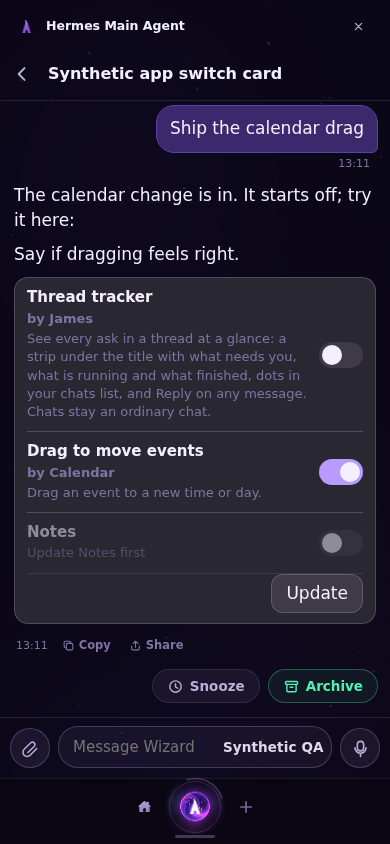 Hermes Main Agent
Synthetic app switch card
Ship the calendar drag
13:11
The calendar change is in. It starts off; try
it here:
Say if dragging feels right.
Thread tracker
by James
See every ask in a thread at a glance: a
strip under the title with what needs you,
what is running and what finished, dots in
your chats list, and Reply on any message.
Chats stay an ordinary chat.
Drag to move events
by Calendar
Drag an event to a new time or day.
Notes
Update Notes first
Update
13:11 Copy Share
Snooze Archive
Message Wizard Synthetic QA